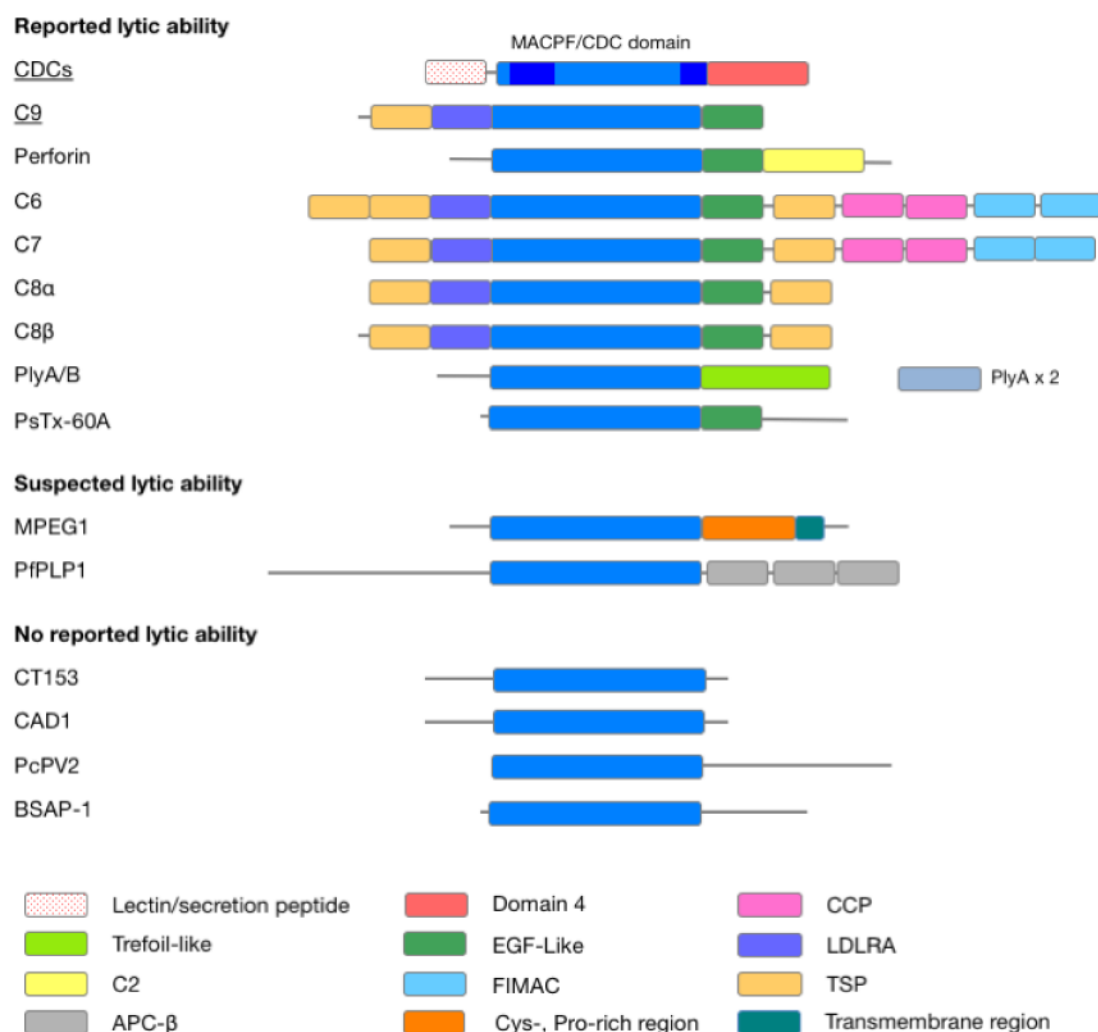 Reported lytic ability
MACPF/CDC domain
CDCs
C9
Perforin
C6
C7
C8α
C8β
PlyA/B
PlyA x 2
PsTx-60A
Suspected lytic ability
MPEG1
PfPLP1
No reported lytic ability
CT153
CAD1
PcPV2
BSAP-1
Lectin/secretion peptide
Domain 4
CCP
Trefoil-like
EGF-Like
LDLRA
C2
FIMAC
TSP
APC-β
Cys-, Pro-rich region
Transmembrane region